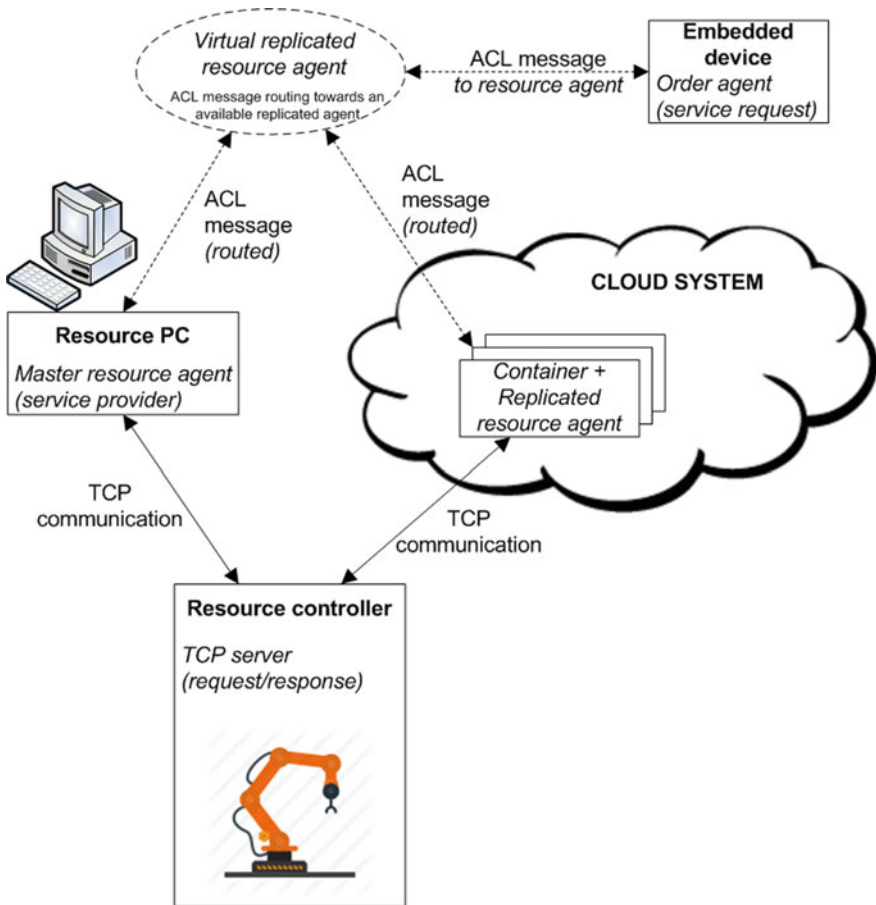 Virtual replicated
resource agent
ACL message routing towards an
available replicated agent
ACL message
to resource agent
Embedded
device
Order agent
(service request)
ACL
message
(routed)
ACL
message
(routed)
CLOUD SYSTEM
Resource PC
Master resource agent
(service provider)
Container +
Replicated
resource agent
TCP
communication
TCP
communication
Resource controller
TCP server
(request/response)